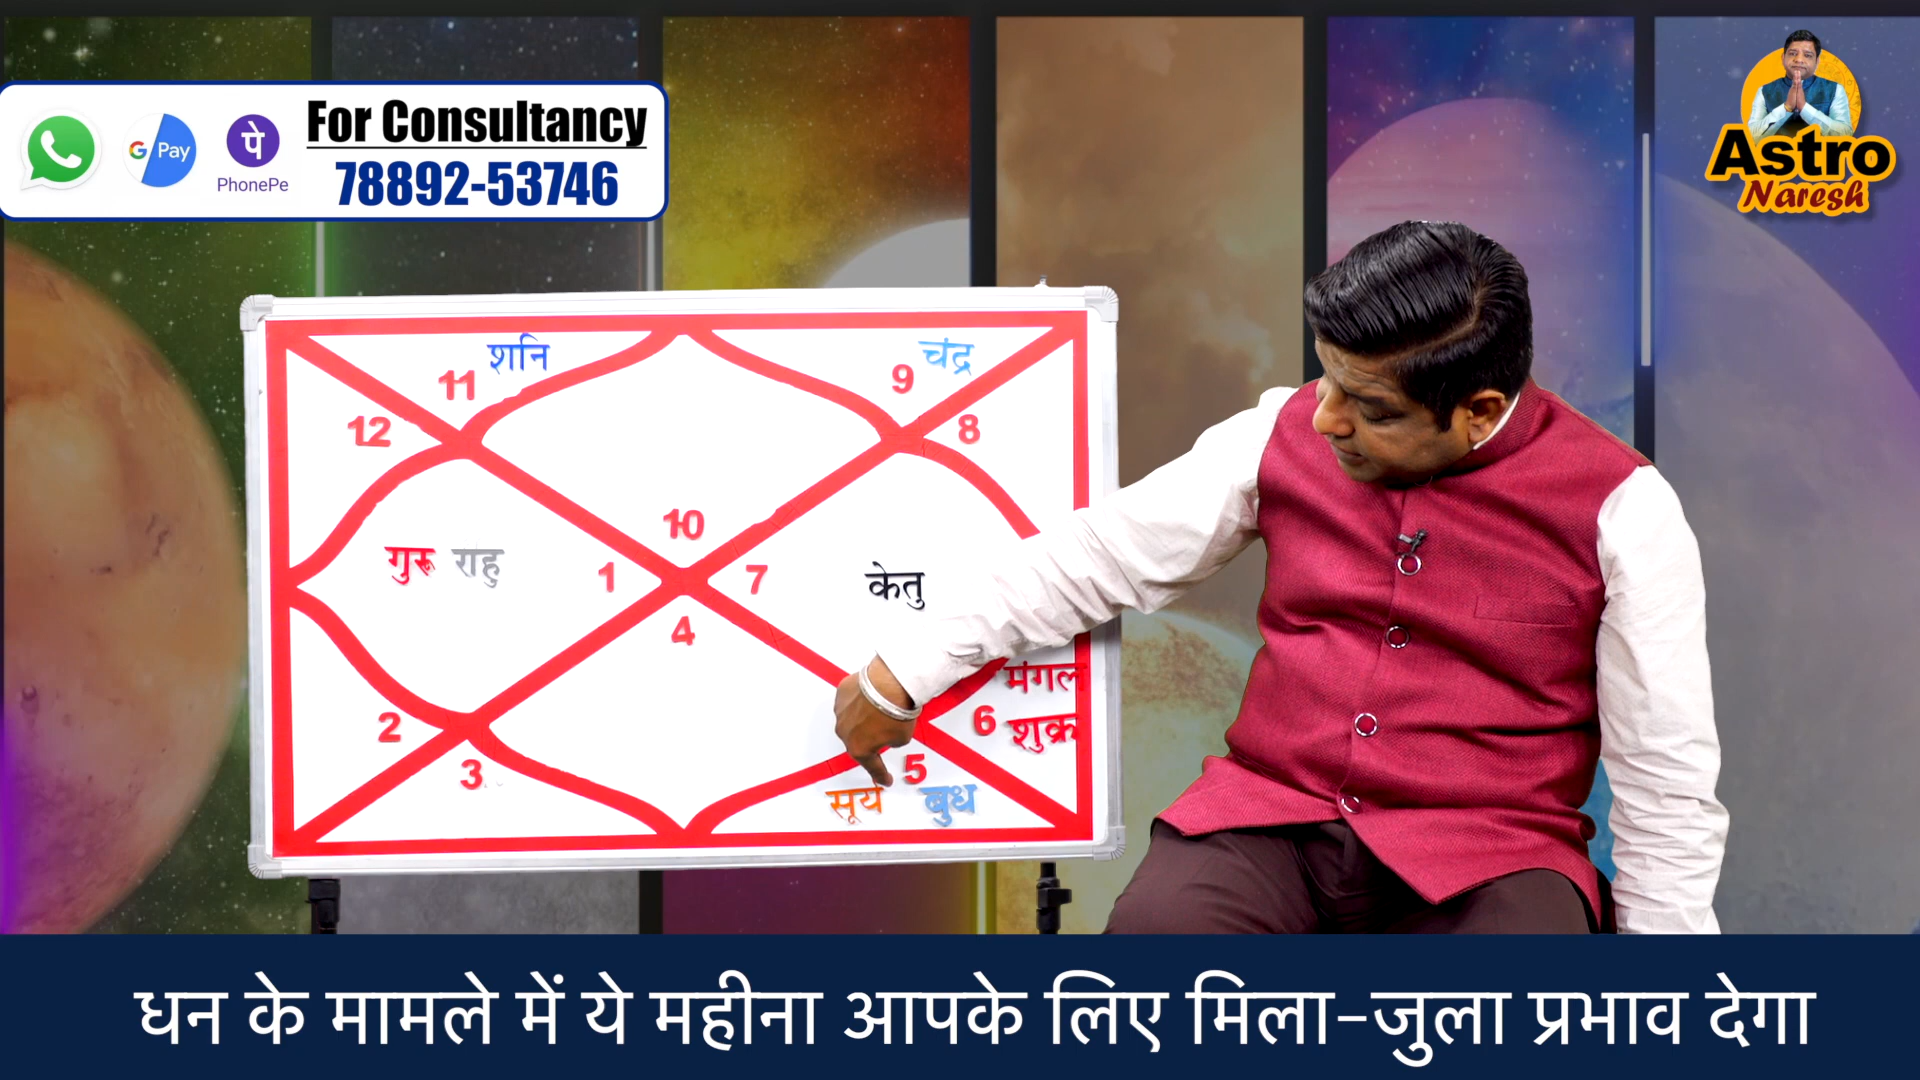 For Consultancy
G Pay
पे
PhonePe
78892-53746
Astro
Naresh
शनि
चंद्र
11
9
12
8
10
गुरू राहु
1
7
केतु
4
मंगल
2
6 शुक्र
3
5
सूर्य बुध
धन के मामले में ये महीना आपके लिए मिला-जुला प्रभाव देगा